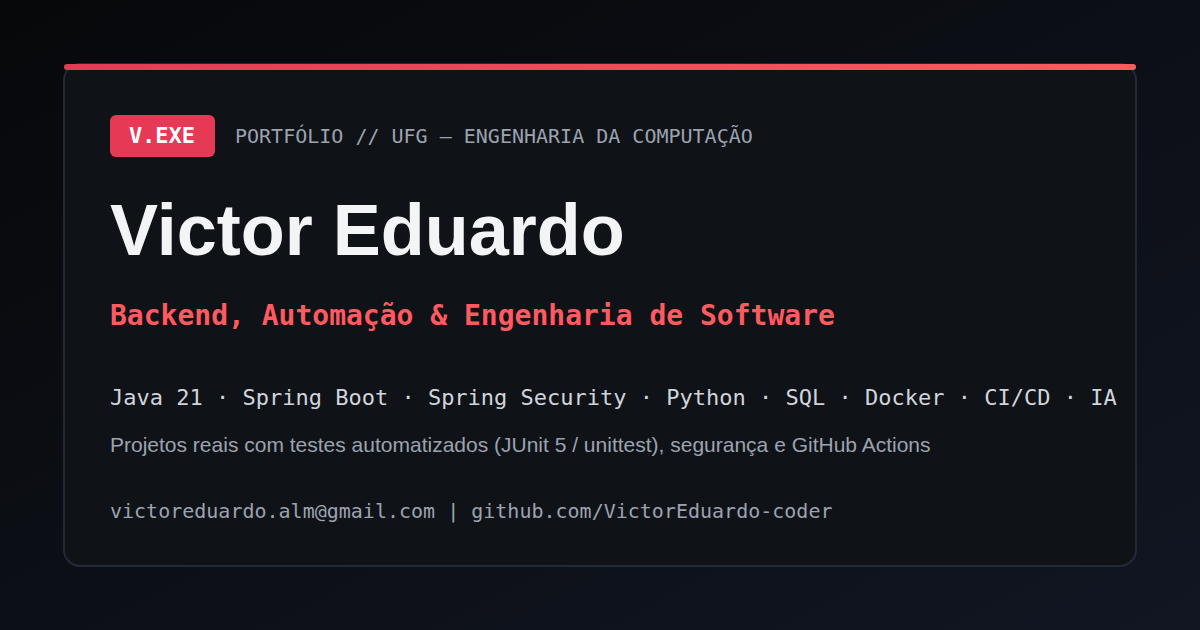 V.EXE PORTFÓLIO // UFG — ENGENHARIA DA COMPUTAÇÃO
Victor Eduardo
Backend, Automação & Engenharia de Software
Java 21 · Spring Boot · Spring Security · Python · SQL · Docker · CI/CD · IA
Projetos reais com testes automatizados (JUnit 5 / unittest), segurança e GitHub Actions
victoreduardo.alm@gmail.com | github.com/VictorEduardo-coder